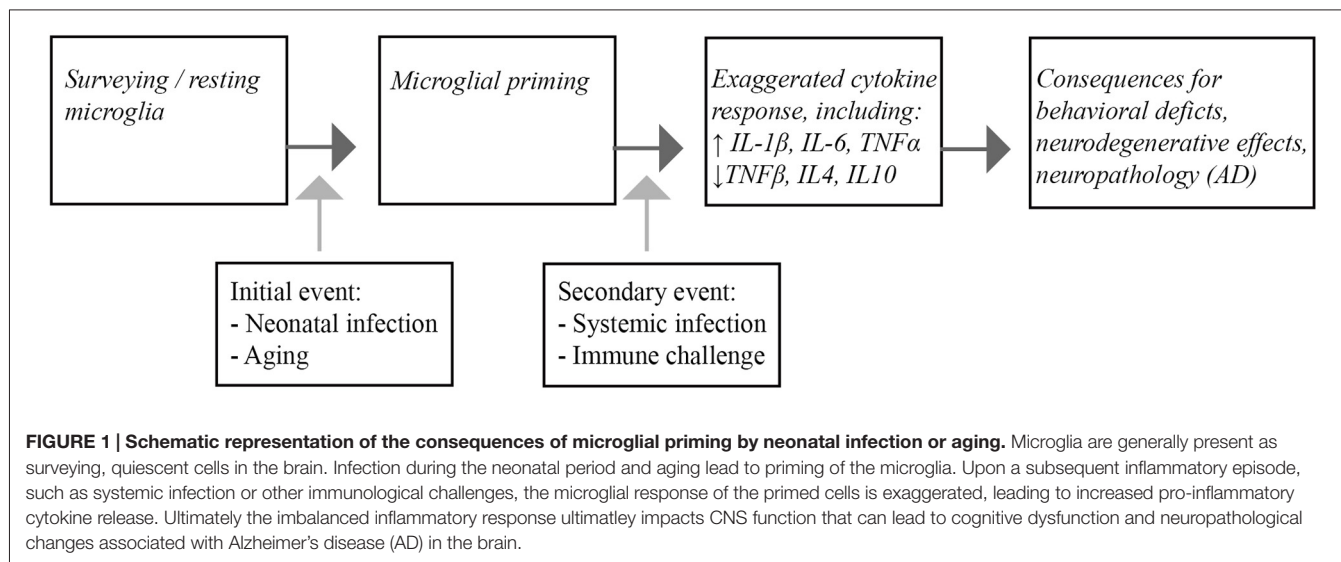 Surveying / resting
microglia
Microglial priming
Exaggerated cytokine
response, including:
↑ IL-1β, IL-6, TNFα
↓TNFβ, IL4, IL10
Consequences for
behavioral deficts,
neurodegenerative effects,
neuropathology (AD)
Initial event:
- Neonatal infection
- Aging
Secondary event:
- Systemic infection
- Immune challenge
FIGURE 1 | Schematic representation of the consequences of microglial priming by neonatal infection or aging. Microglia are generally present as
surveying, quiescent cells in the brain. Infection during the neonatal period and aging lead to priming of the microglia. Upon a subsequent inflammatory episode,
such as systemic infection or other immunological challenges, the microglial response of the primed cells is exaggerated, leading to increased pro-inflammatory
cytokine release. Ultimately the imbalanced inflammatory response ultimatley impacts CNS function that can lead to cognitive dysfunction and neuropathological
changes associated with Alzheimer's disease (AD) in the brain.